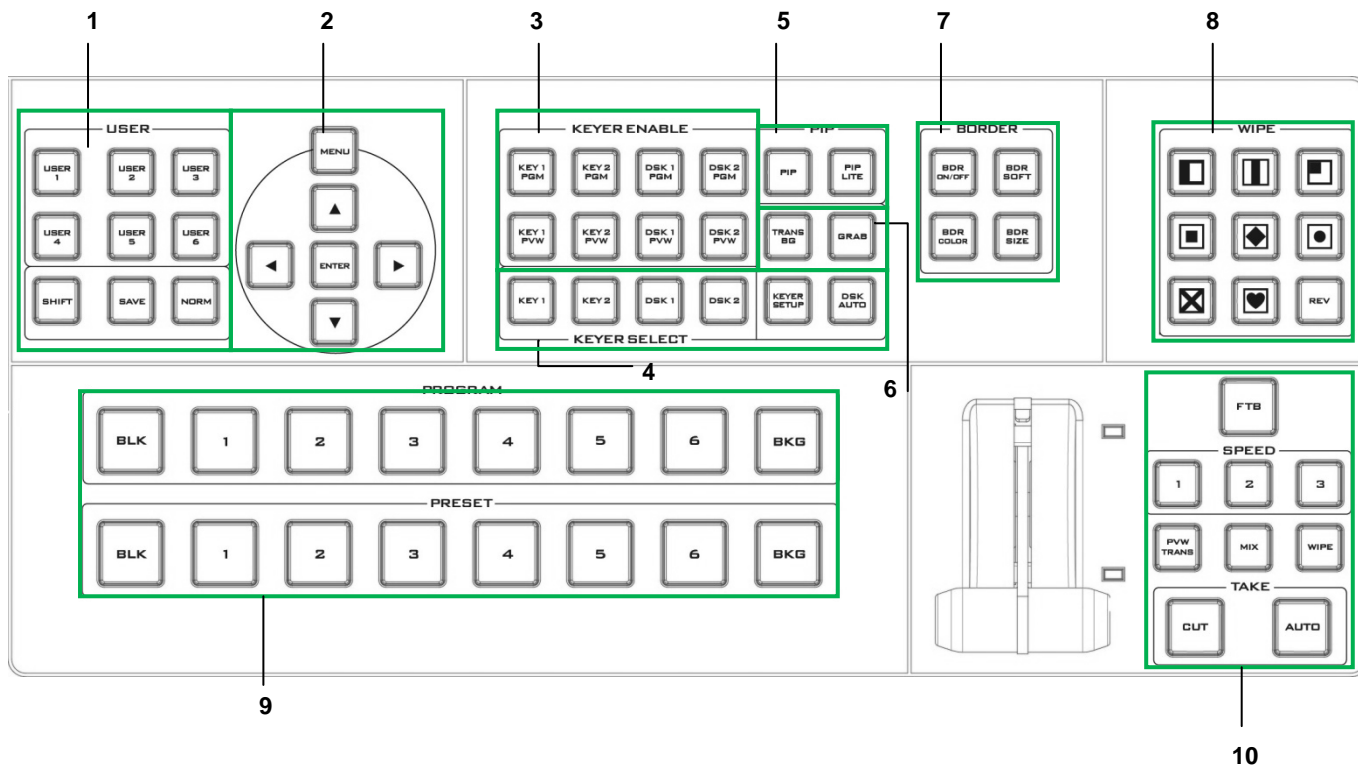 1
2
3
5
7
8
USER
USER 1
USER 2
USER 3
USER 4
USER 5
USER 6
SHIFT
SAVE
NORM
MENU
ENTER
KEYER ENABLE
KEY 1 PGM
KEY 2 PGM
DSK 1 PGM
DSK 2 PGM
KEY 1 PVW
KEY 2 PVW
DSK 1 PVW
DSK 2 PVW
PIP
PIP
PIP LITE
TRANS BG
GRAB
KEY 1
KEY 2
DSK 1
DSK 2
KEYER SETUP
DSK AUTO
KEYER SELECT
4
6
BORDER
BDR ON/OFF
BDR SOFT
BDR COLOR
BDR SIZE
WIPE
REV
PROGRAM
BLK
1
2
3
4
5
6
BKG
PRESET
BLK
1
2
3
4
5
6
BKG
9
FTB
SPEED
1
2
3
PVW TRANS
MIX
WIPE
TAKE
CUT
AUTO
10